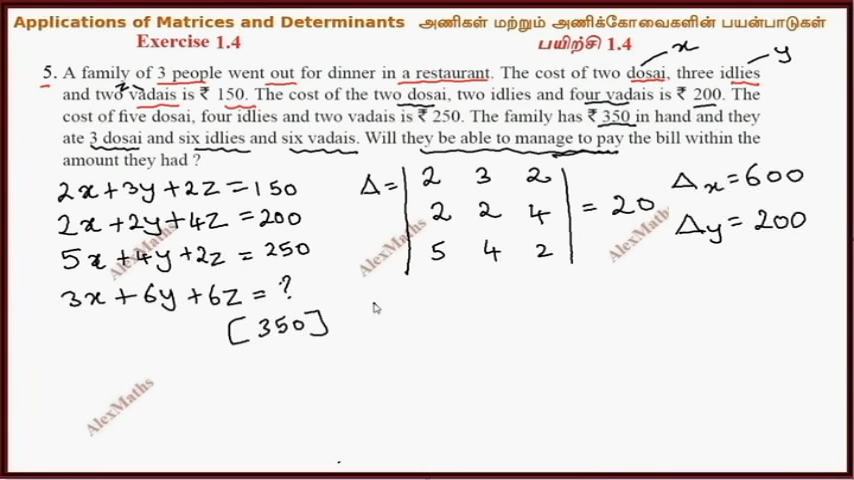 Applications of Matrices and Determinants அணிகள் மற்றும் அணிக்கோவைகளின் பயன்பாடுகள்
Exercise 1.4 பயிற்சி 1.4
x y
5. A family of 3 people went out for dinner in a restaurant. The cost of two dosai, three idlies
z
and two vadais is ₹ 150. The cost of the two dosai, two idlies and four vadais is ₹ 200. The
cost of five dosai, four idlies and two vadais is ₹ 250. The family has ₹ 350 in hand and they
ate 3 dosai and six idlies and six vadais. Will they be able to manage to pay the bill within the
amount they had ?
2x+3y+2z=150
2x+2y+4z=200
5x+4y+2z=250
3x+6y+6z=?
[350]
Δ= | 2 3 2 |
| 2 2 4 | = 20
| 5 4 2 |
Δx=600
Δy=200
AlexMaths
AlexMaths
AlexMaths
AlexMaths